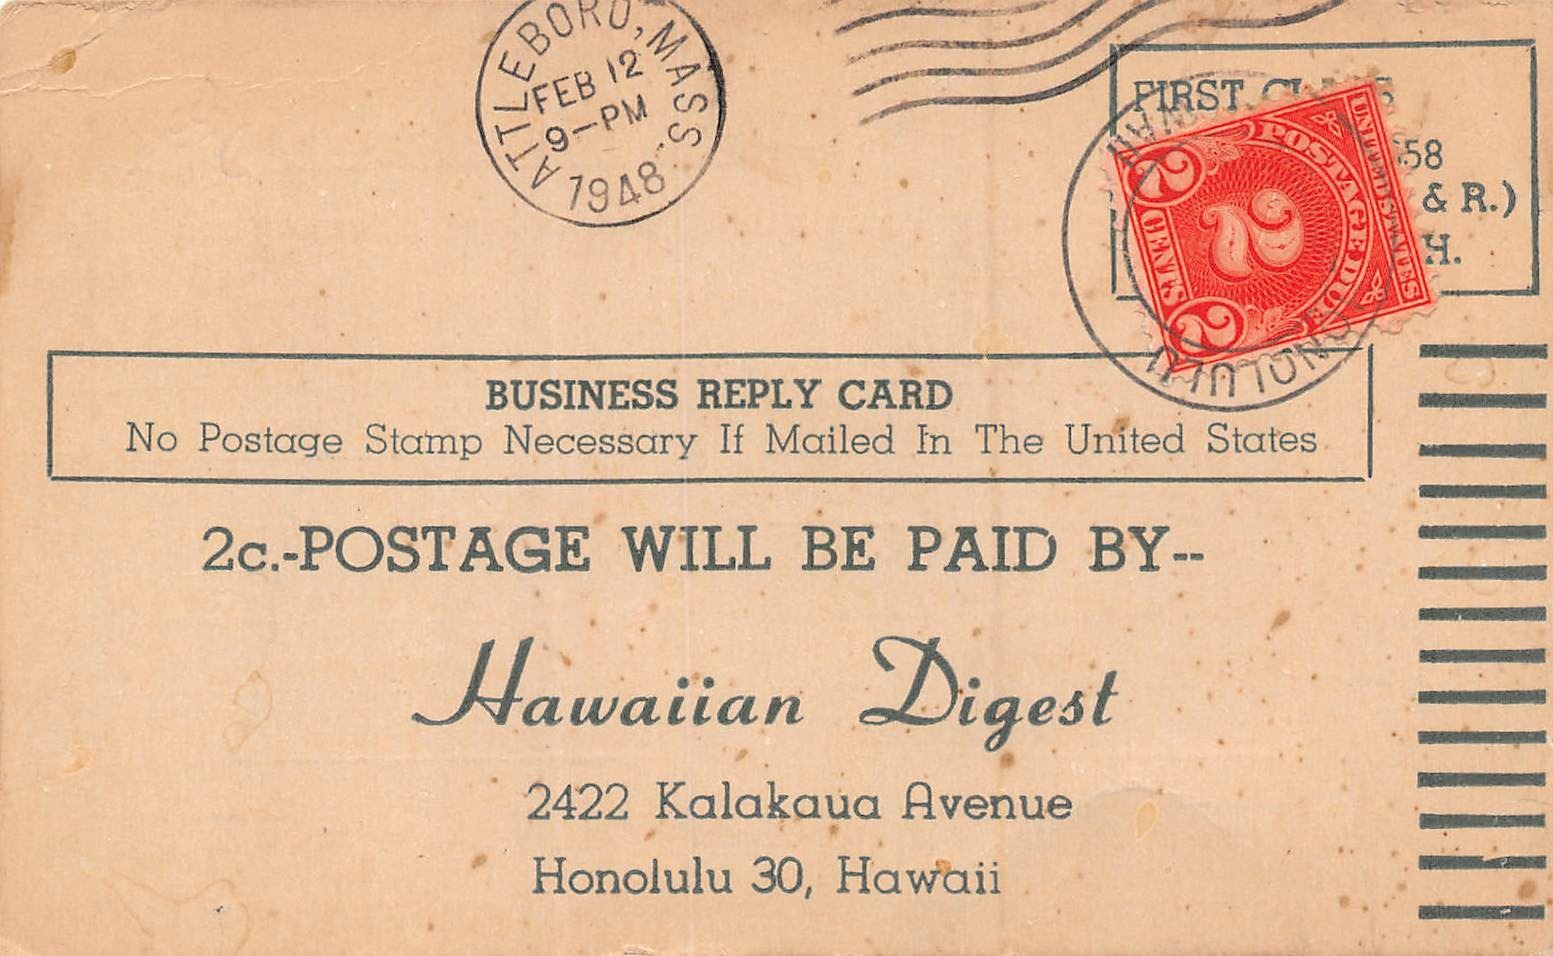 ATTLEBORO, MASS.
FEB 12
9-PM
1948
FIRST
58
& R.)
H.
UNITED STATES
POSTAGE DUE
2
2
2
CENTS
HONOLULU
BUSINESS REPLY CARD
No Postage Stamp Necessary If Mailed In The United States
2c.-POSTAGE WILL BE PAID BY--
Hawaiian Digest
2422 Kalakaua Avenue
Honolulu 30, Hawaii